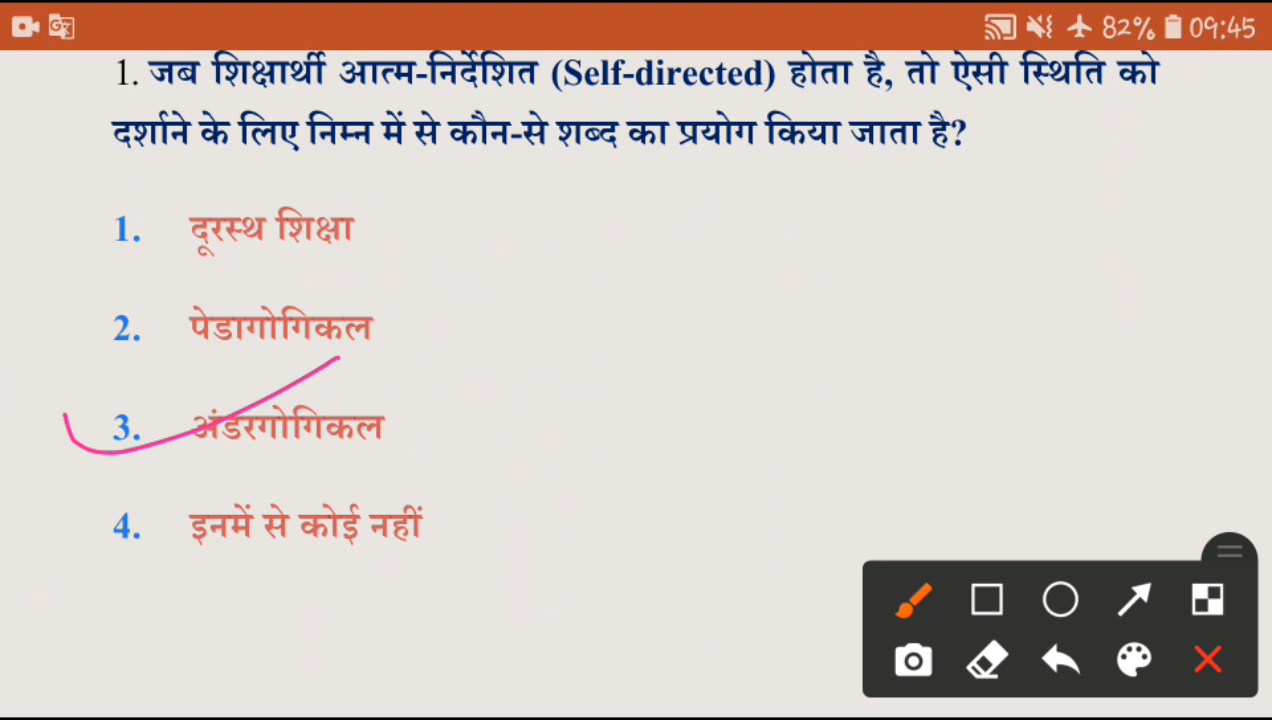 82% 09:45
1. जब शिक्षार्थी आत्म-निर्देशित (Self-directed) होता है, तो ऐसी स्थिति को
दर्शाने के लिए निम्न में से कौन-से शब्द का प्रयोग किया जाता है?
1. दूरस्थ शिक्षा
2. पेडागोगिकल
3. अंडरगोगिकल
4. इनमें से कोई नहीं